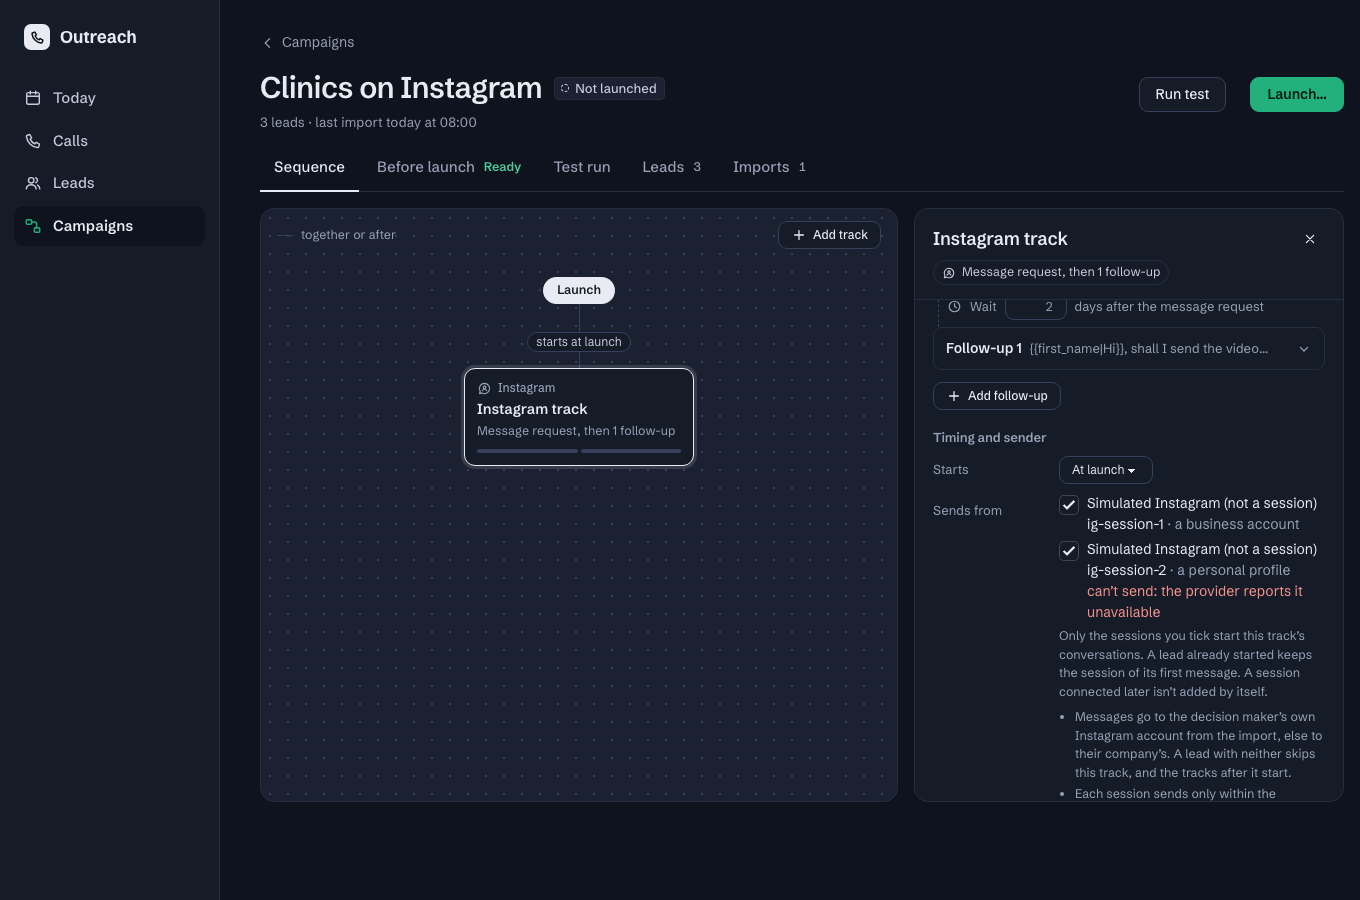 Outreach
Today
Calls
Leads
Campaigns
Campaigns
Clinics on Instagram
Not launched
3 leads · last import today at 08:00
Run test
Launch...
Sequence
Before launch Ready
Test run
Leads 3
Imports 1
together or after
+ Add track
Launch
starts at launch
Instagram
Instagram track
Message request, then 1 follow-up
Instagram track
Message request, then 1 follow-up
Wait 2 days after the message request
Follow-up 1 {{first_name|Hi}}, shall I send the video...
+ Add follow-up
Timing and sender
Starts
At launch
Sends from
Simulated Instagram (not a session)
ig-session-1 · a business account
Simulated Instagram (not a session)
ig-session-2 · a personal profile
can't send: the provider reports it
unavailable
Only the sessions you tick start this track's
conversations. A lead already started keeps
the session of its first message. A session
connected later isn't added by itself.
• Messages go to the decision maker's own
Instagram account from the import, else to
their company's. A lead with neither skips
this track, and the tracks after it start.
• Each session sends only within the